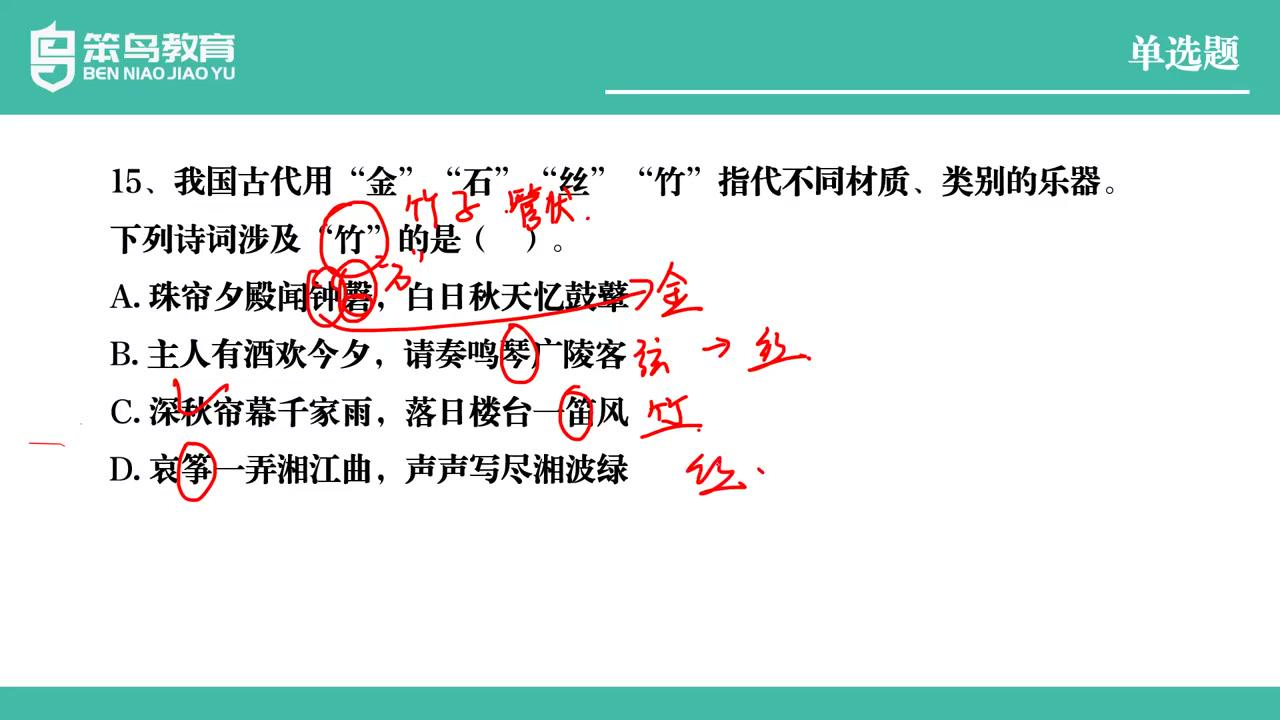 笨鸟教育
BEN NIAO JIAO YU
单选题
15、我国古代用“金”“石”“丝”“竹”指代不同材质、类别的乐器。
竹子 管状.
下列诗词涉及“竹”的是（ ）。
“石”
A. 珠帘夕殿闻钟磬，白日秋天忆鼓鼙 → 金
B. 主人有酒欢今夕，请奏鸣琴广陵客 弦 → 丝.
C. 深秋帘幕千家雨，落日楼台一笛风 竹.
D. 哀筝一弄湘江曲，声声写尽湘波绿 丝.